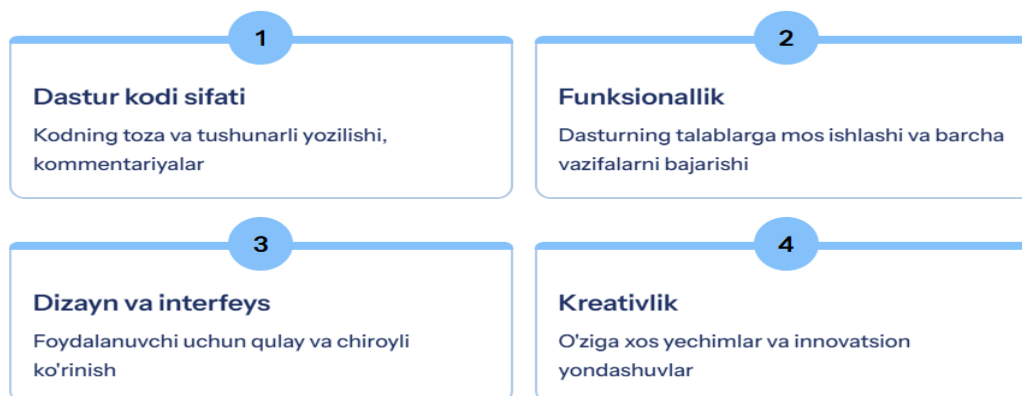 1
Dastur kodi sifati
Kodning toza va tushunarli yozilishi,
kommentariyalar
2
Funksionallik
Dasturning talablarga mos ishlashi va barcha
vazifalarni bajarishi
3
Dizayn va interfeys
Foydalanuvchi uchun qulay va chiroyli
ko'rinish
4
Kreativlik
O'ziga xos yechimlar va innovatsion
yondashuvlar